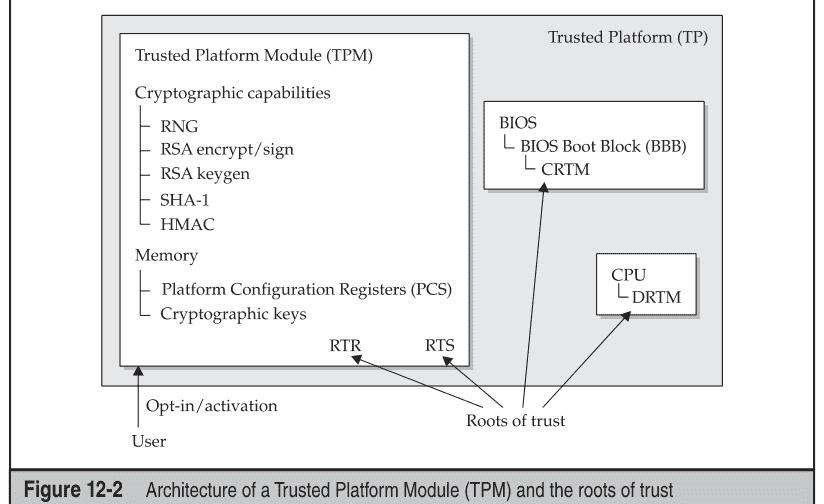 Trusted Platform (TP)
Trusted Platform Module (TPM)
Cryptographic capabilities
RNG
RSA encrypt/sign
RSA keygen
SHA-1
HMAC
Memory
Platform Configuration Registers (PCS)
Cryptographic keys
RTR
RTS
BIOS
BIOS Boot Block (BBB)
CRTM
CPU
DRTM
Opt-in/activation
User
Roots of trust
Figure 12-2 Architecture of a Trusted Platform Module (TPM) and the roots of trust